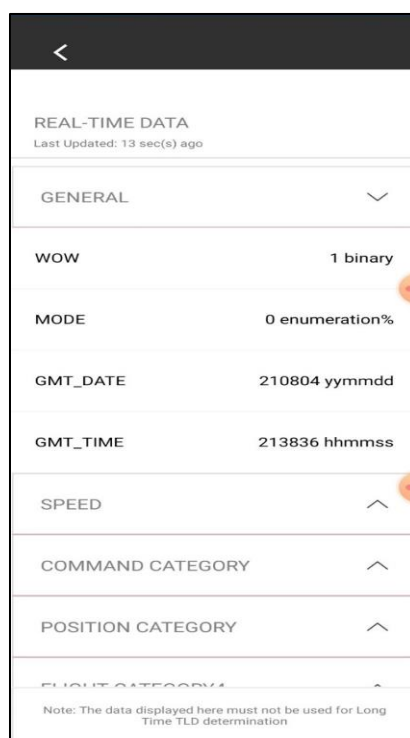 REAL-TIME DATA
Last Updated: 13 sec(s) ago
GENERAL
WOW 1 binary
MODE 0 enumeration%
GMT_DATE 210804 yymmdd
GMT_TIME 213836 hhmmss
SPEED
COMMAND CATEGORY
POSITION CATEGORY
Note: The data displayed here must not be used for Long
Time TLD determination